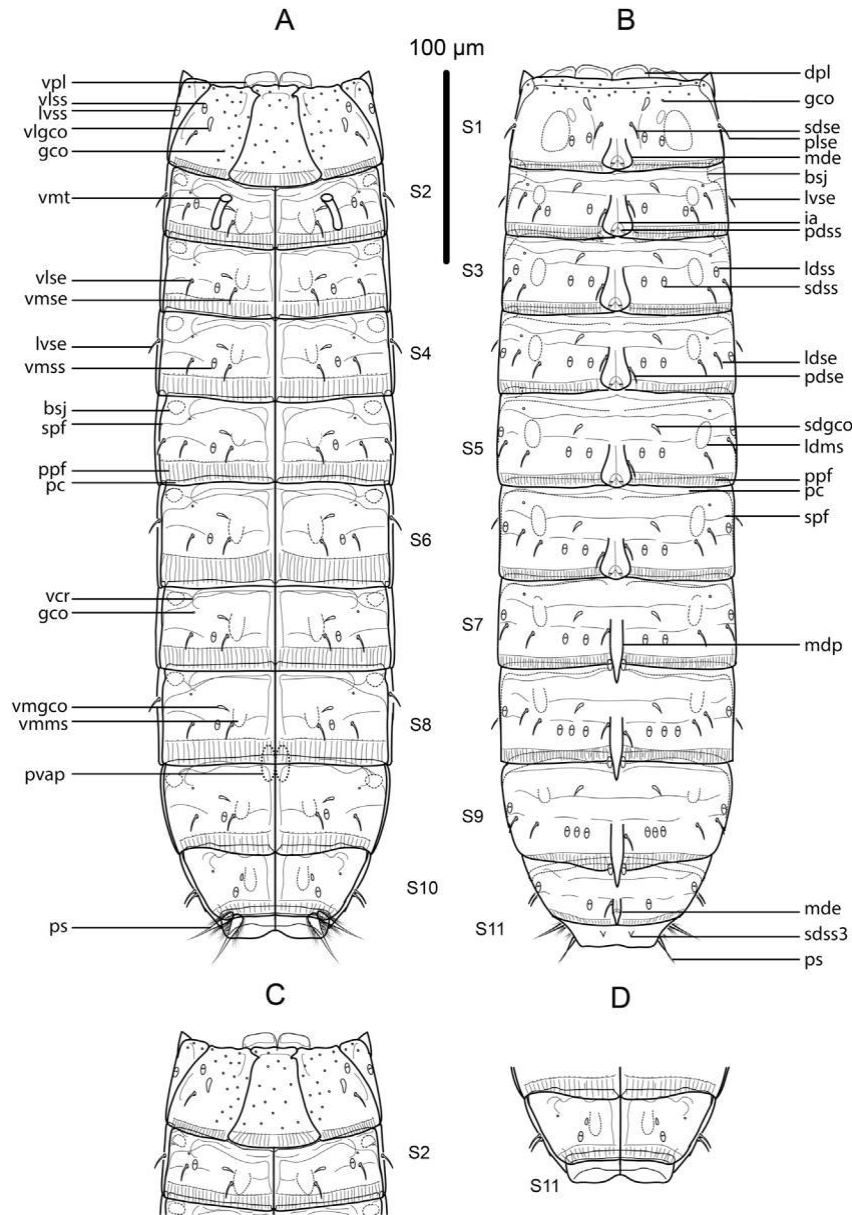 A
B
100 µm
vpl
vlss
lvss
vlgco
gco
vmt
vlse
vmse
lvse
vmss
bsj
spf
ppf
pc
vcr
gco
vmgco
vmms
pvap
ps
S1
S2
S3
S4
S5
S6
S7
S8
S9
S10
S11
dpl
gco
sdse
plse
mde
bsj
lvse
ia
pdss
ldss
sdss
ldse
pdse
sdgco
ldms
ppf
pc
spf
mdp
mde
sdss3
ps
C
D
S2
S11